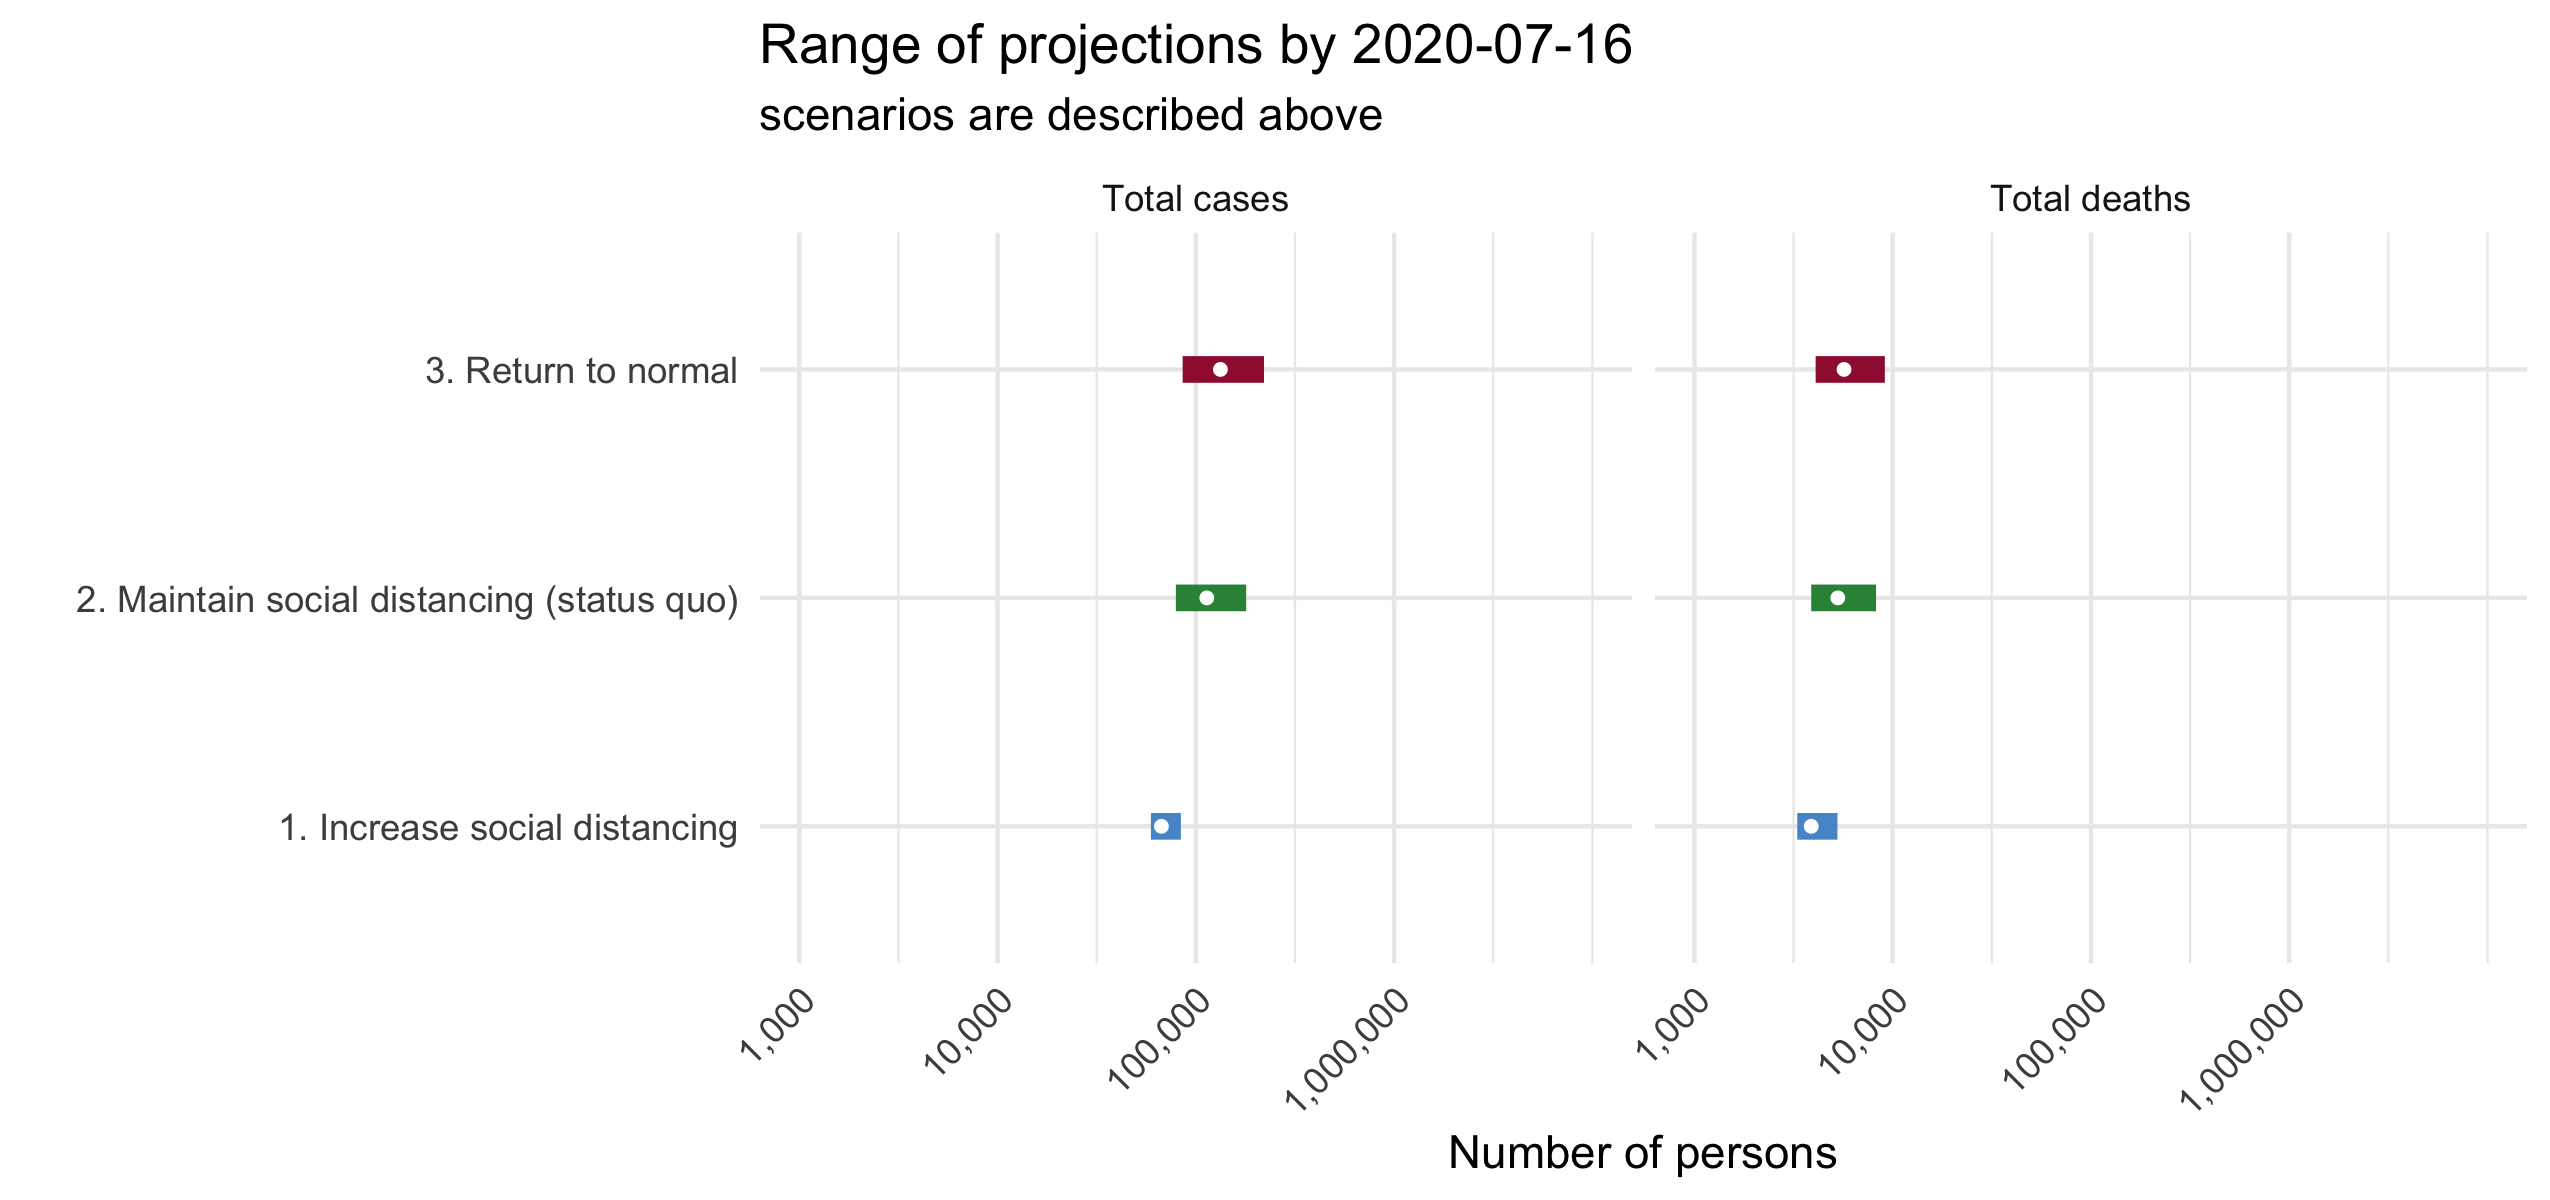 Range of projections by 2020-07-16
scenarios are described above
Total cases
Total deaths
3. Return to normal
2. Maintain social distancing (status quo)
1. Increase social distancing
1,000
10,000
100,000
1,000,000
1,000
10,000
100,000
1,000,000
Number of persons